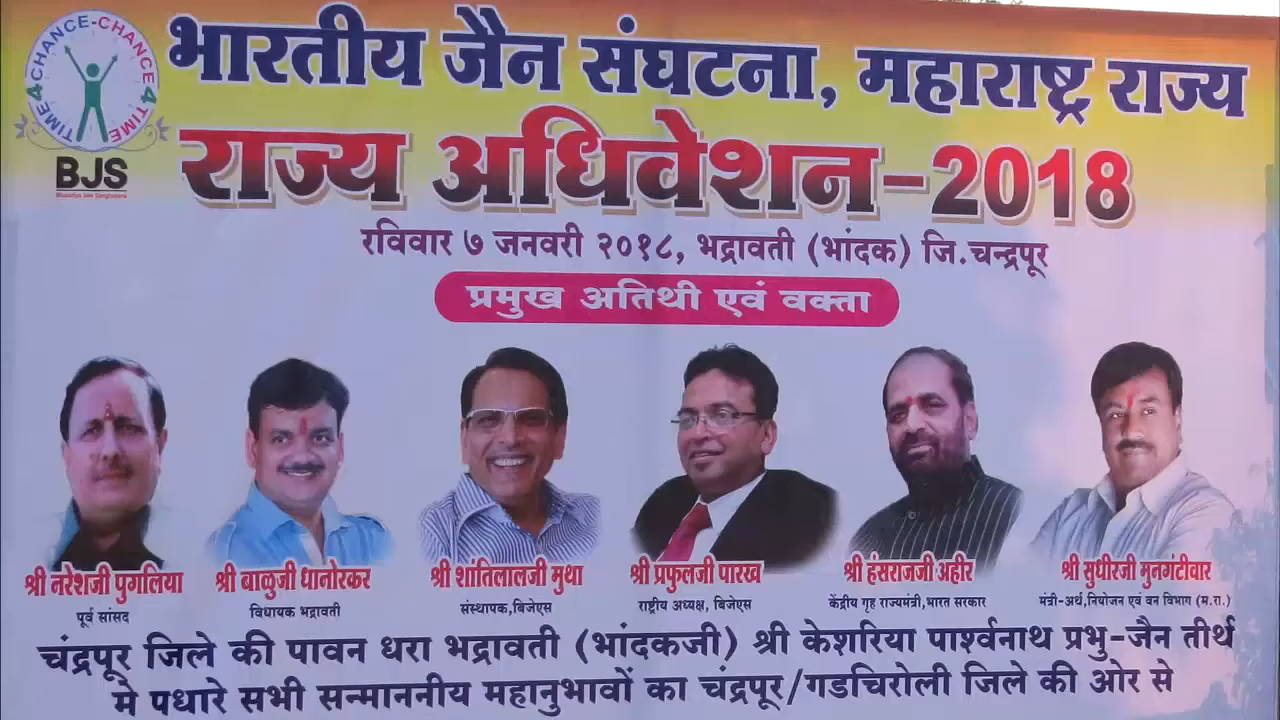 TIME 4 CHANCE-CHANCE 4 TIME
BJS
Bharatiya Jain Sanghatana
भारतीय जैन संघटना, महाराष्ट्र राज्य
राज्य अधिवेशन-2018
रविवार ७ जनवरी २०१८, भद्रावती (भांदक) जि.चन्द्रपूर
प्रमुख अतिथी एवं वक्ता
श्री नरेशजी पुगलिया
पूर्व सांसद
श्री बाळुजी धानोरकर
विधायक भद्रावती
श्री शांतिलालजी मुथा
संस्थापक,बिजेएस
श्री प्रफुलजी पारख
राष्ट्रीय अध्यक्ष, बिजेएस
श्री हंसराजजी अहीर
केंद्रीय गृह राज्यमंत्री,भारत सरकार
श्री सुधीरजी मुनगंटीवार
मंत्री-अर्थ,नियोजन एवं वन विभाग (म.रा.)
चंद्रपूर जिले की पावन धरा भद्रावती (भांदकजी) श्री केशरिया पार्श्वनाथ प्रभु-जैन तीर्थ
मे पधारे सभी सन्माननीय महानुभावों का चंद्रपूर/गडचिरोली जिले की ओर से